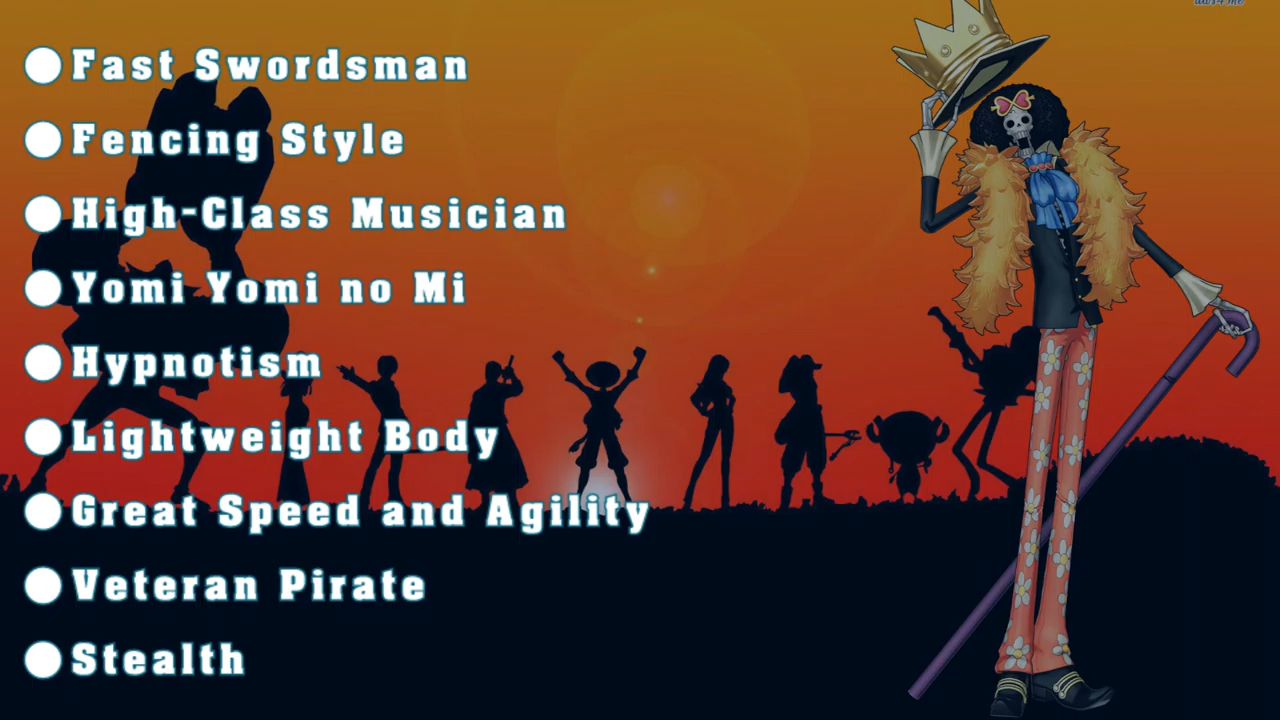 Fast Swordsman
Fencing Style
High-Class Musician
Yomi Yomi no Mi
Hypnotism
Lightweight Body
Great Speed and Agility
Veteran Pirate
Stealth